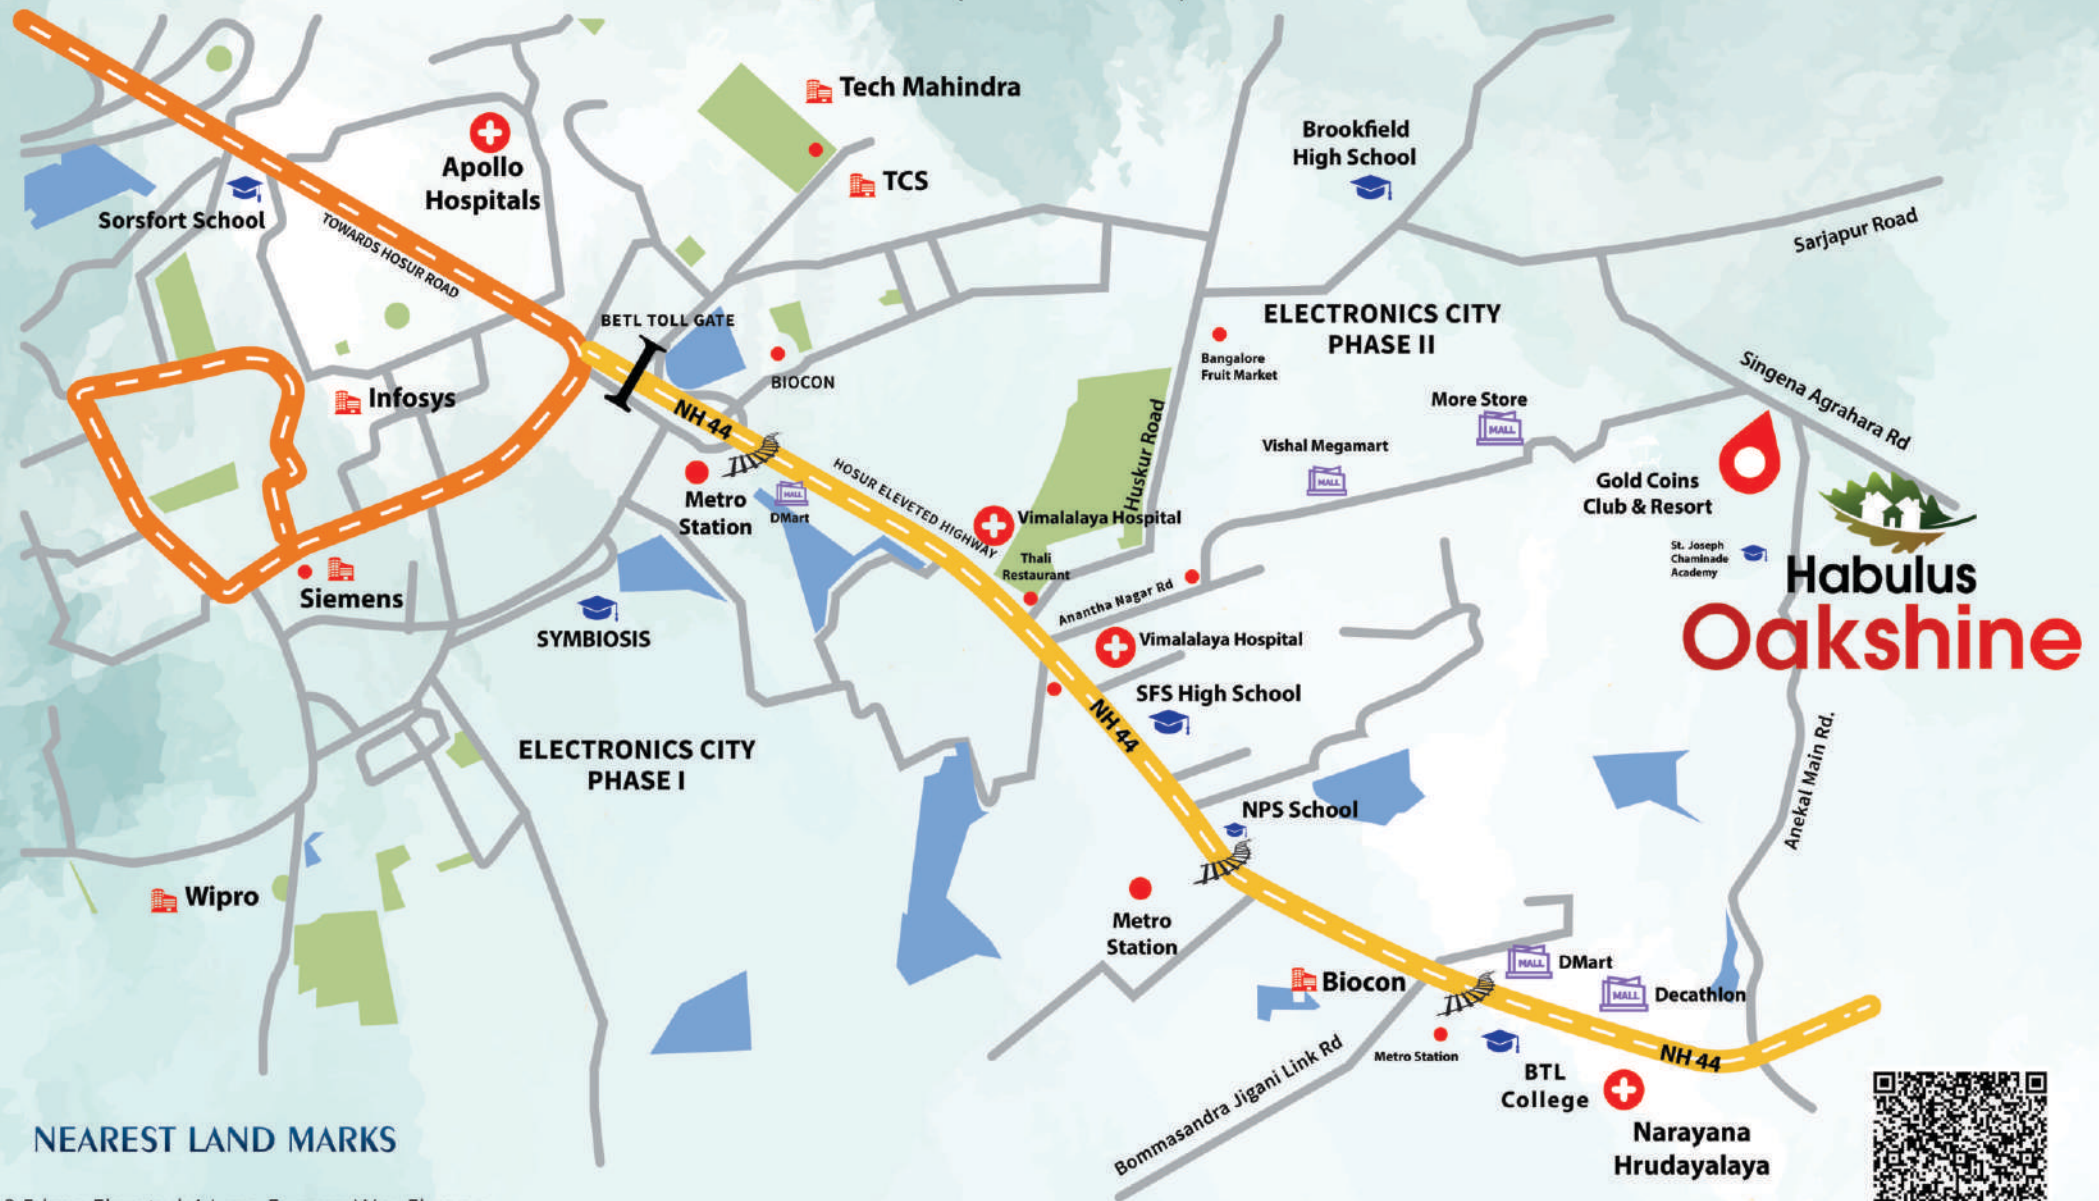 Tech Mahindra
TCS
Apollo
Hospitals
Sorsfort School
TOWARDS HOSUR ROAD
Brookfield
High School
Sarjapur Road
BETL TOLL GATE
ELECTRONICS CITY
PHASE II
Bangalore
Fruit Market
BIOCON
Infosys
NH 44
Singena Agrahara Rd
More Store
MALL
Vishal Megamart
MALL
Huskur Road
HOSUR ELEVETED HIGHWAY
Metro
Station
MALL
DMart
Gold Coins
Club & Resort
Vimalalaya Hospital
Thali
Restaurant
St. Joseph
Chaminade
Academy
Habulus
Oakshine
Anantha Nagar Rd
Siemens
SYMBIOSIS
Vimalalaya Hospital
SFS High School
NH 44
ELECTRONICS CITY
PHASE I
Anekal Main Rd.
NPS School
Wipro
Metro
Station
MALL
DMart
Biocon
MALL
Decathlon
Metro Station
NH 44
BTL
College
Bommasandra Jigani Link Rd
Narayana
Hrudayalaya
NEAREST LAND MARKS